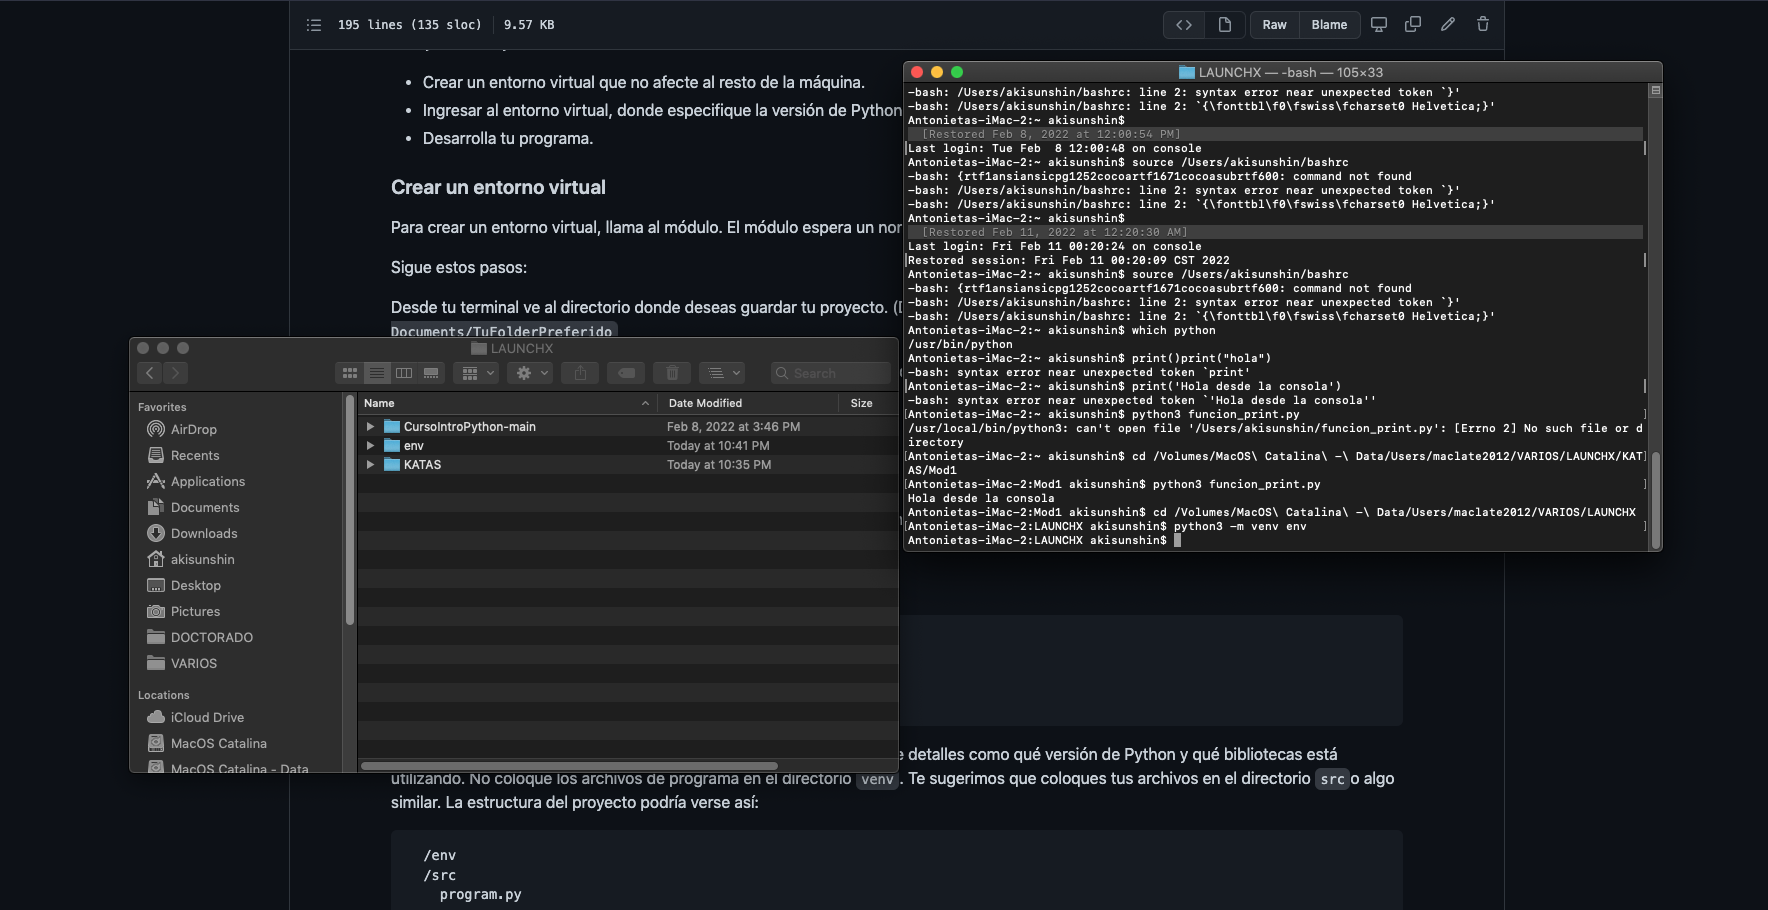 195 lines (135 sloc) 9.57 KB
Raw Blame
Crear un entorno virtual que no afecte al resto de la máquina.
Ingresar al entorno virtual, donde especifique la versión de Python
Desarrolla tu programa.
Crear un entorno virtual
Para crear un entorno virtual, llama al módulo. El módulo espera un
Sigue estos pasos:
Desde tu terminal ve al directorio donde deseas guardar tu proyecto.
Documents/TuFolderPreferido
LAUNCHX
Search
Favorites
AirDrop
Recents
Applications
Documents
Downloads
akisunshin
Desktop
Pictures
DOCTORADO
VARIOS
Locations
iCloud Drive
MacOS Catalina
MacOS Catalina - Data
Name Date Modified Size
CursoIntroPython-main Feb 8, 2022 at 3:46 PM
env Today at 10:41 PM
KATAS Today at 10:35 PM
LAUNCHX — -bash — 105×33
-bash: /Users/akisunshin/bashrc: line 2: syntax error near unexpected token `}'
-bash: /Users/akisunshin/bashrc: line 2: `{\fonttbl\f0\fswiss\fcharset0 Helvetica;}'
Antonietas-iMac-2:~ akisunshin$
[Restored Feb 8, 2022 at 12:00:54 PM]
Last login: Tue Feb  8 12:00:48 on console
Antonietas-iMac-2:~ akisunshin$ source /Users/akisunshin/bashrc
-bash: {rtf1ansiansicpg1252cocoartf1671cocoasubrtf600: command not found
-bash: /Users/akisunshin/bashrc: line 2: syntax error near unexpected token `}'
-bash: /Users/akisunshin/bashrc: line 2: `{\fonttbl\f0\fswiss\fcharset0 Helvetica;}'
Antonietas-iMac-2:~ akisunshin$
[Restored Feb 11, 2022 at 12:20:30 AM]
Last login: Fri Feb 11 00:20:24 on console
Restored session: Fri Feb 11 00:20:09 CST 2022
Antonietas-iMac-2:~ akisunshin$ source /Users/akisunshin/bashrc
-bash: {rtf1ansiansicpg1252cocoartf1671cocoasubrtf600: command not found
-bash: /Users/akisunshin/bashrc: line 2: syntax error near unexpected token `}'
-bash: /Users/akisunshin/bashrc: line 2: `{\fonttbl\f0\fswiss\fcharset0 Helvetica;}'
Antonietas-iMac-2:~ akisunshin$ which python
/usr/bin/python
Antonietas-iMac-2:~ akisunshin$ print()print("hola")
-bash: syntax error near unexpected token `print'
Antonietas-iMac-2:~ akisunshin$ print('Hola desde la consola')
-bash: syntax error near unexpected token `'Hola desde la consola''
[Antonietas-iMac-2:~ akisunshin$ python3 funcion_print.py ]
/usr/local/bin/python3: can't open file '/Users/akisunshin/funcion_print.py': [Errno 2] No such file or d
irectory
[Antonietas-iMac-2:~ akisunshin$ cd /Volumes/MacOS\ Catalina\ -\ Data/Users/maclate2012/VARIOS/LAUNCHX/KAT]
AS/Mod1
[Antonietas-iMac-2:Mod1 akisunshin$ python3 funcion_print.py ]
Hola desde la consola
Antonietas-iMac-2:Mod1 akisunshin$ cd /Volumes/MacOS\ Catalina\ -\ Data/Users/maclate2012/VARIOS/LAUNCHX
[Antonietas-iMac-2:LAUNCHX akisunshin$ python3 -m venv env ]
Antonietas-iMac-2:LAUNCHX akisunshin$
detalles como qué versión de Python y qué bibliotecas está
utilizando. No coloque los archivos de programa en el directorio venv. Te sugerimos que coloques tus archivos en el directorio src o algo
similar. La estructura del proyecto podría verse así:
/env
/src
program.py